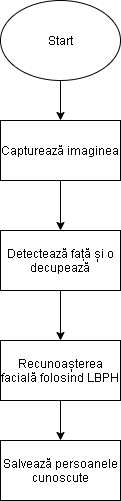 Start
Capturează imaginea
Detectează față și o
decupează
Recunoașterea
facială folosind LBPH
Salvează persoanele
cunoscute